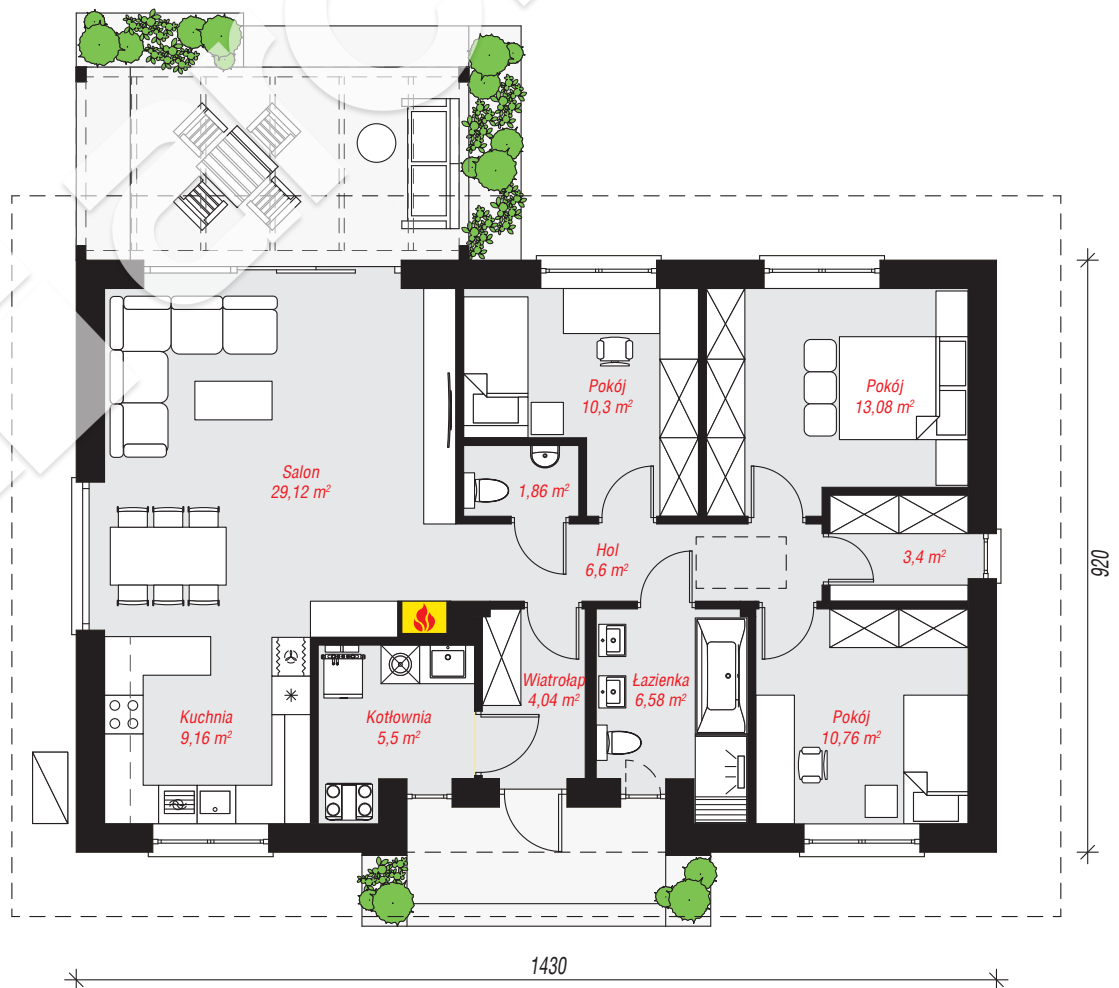 Pokój
10,3 m²
Pokój
13,08 m²
Salon
29,12 m²
1,86 m²
Hol
6,6 m²
3,4 m²
920
Wiatrołap
4,04 m²
Łazienka
6,58 m²
Kuchnia
9,16 m²
Kotłownia
5,5 m²
Pokój
10,76 m²
1430